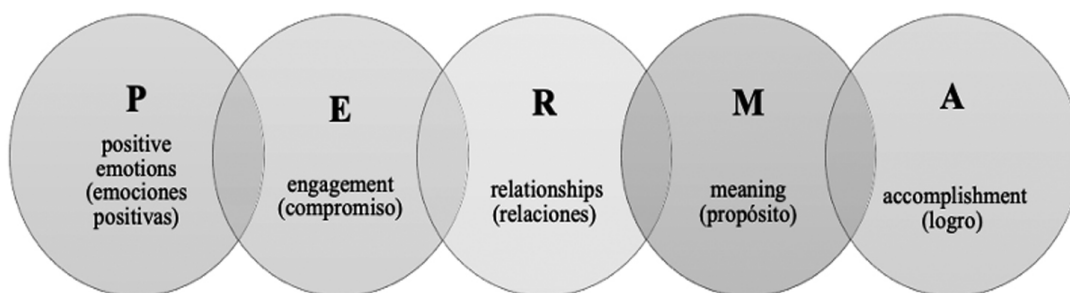 P
positive
emotions
(emociones
positivas)
E
engagement
(compromiso)
R
relationships
(relaciones)
M
meaning
(propósito)
A
accomplishment
(logro)